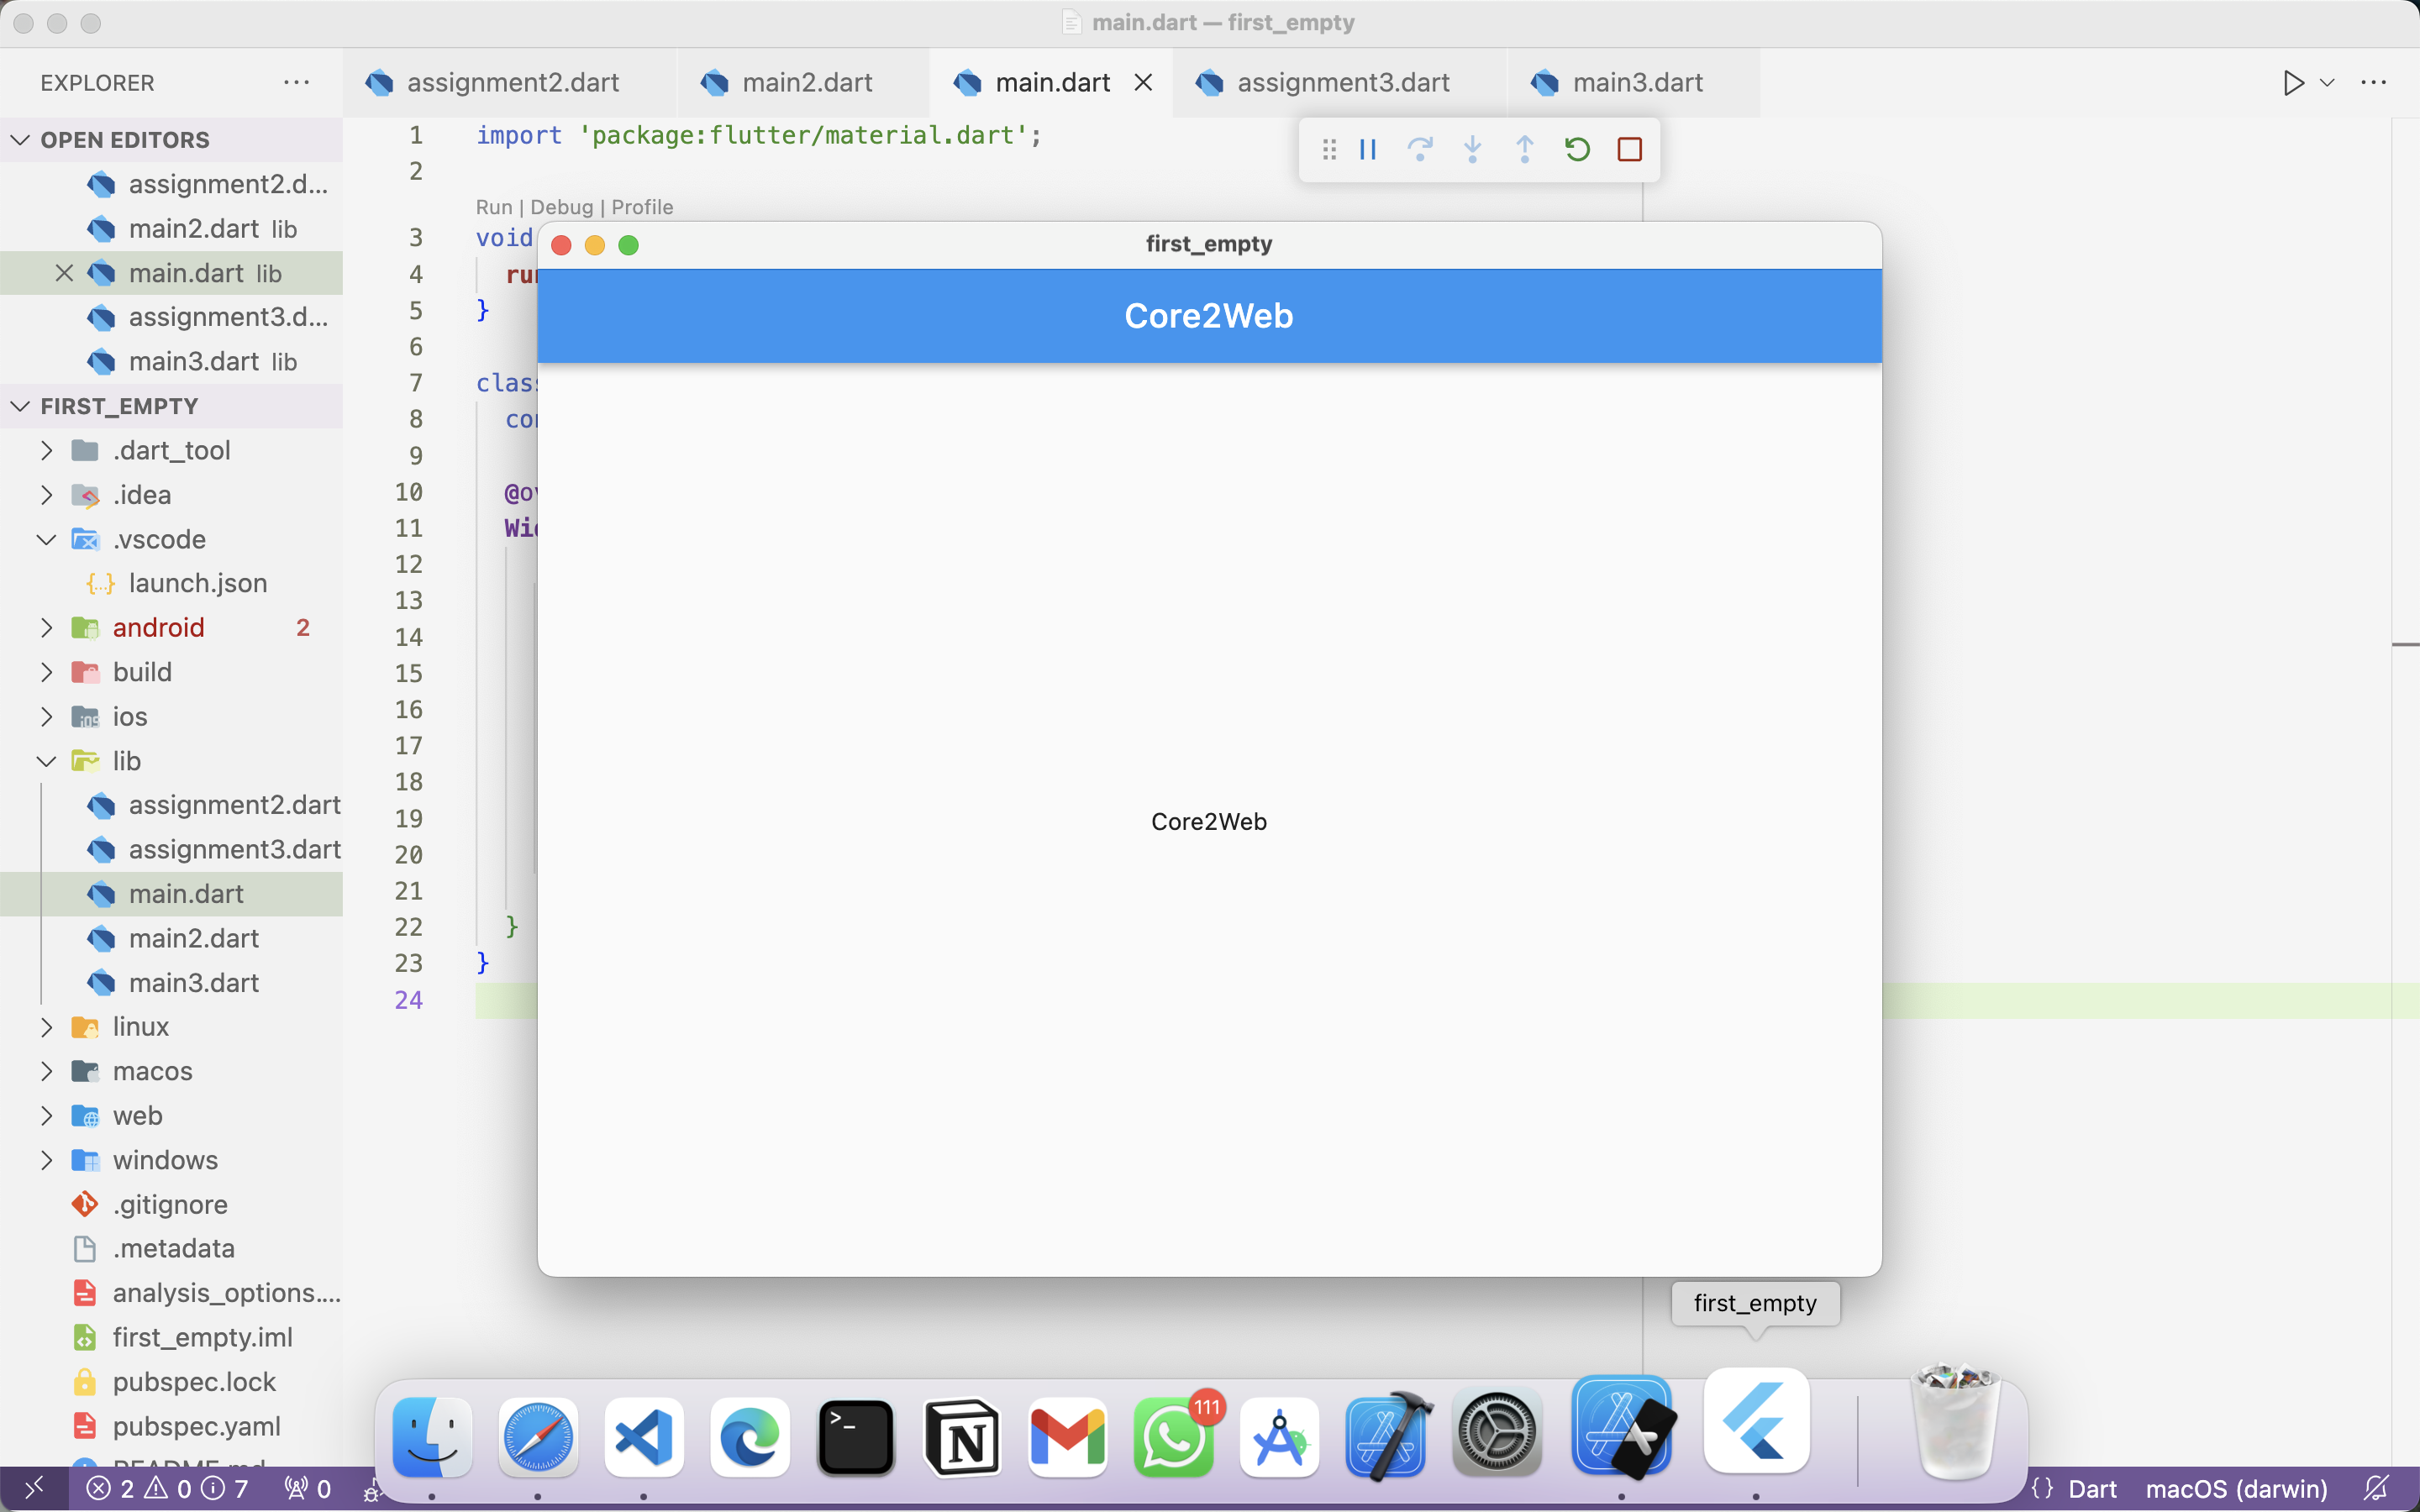 main.dart — first_empty
EXPLORER
assignment2.dart
main2.dart
main.dart
assignment3.dart
main3.dart
OPEN EDITORS
assignment2.d...
main2.dart lib
main.dart lib
assignment3.d...
main3.dart lib
FIRST_EMPTY
.dart_tool
.idea
.vscode
launch.json
android 2
build
ios
lib
assignment2.dart
assignment3.dart
main.dart
main2.dart
main3.dart
linux
macos
web
windows
.gitignore
.metadata
analysis_options....
first_empty.iml
pubspec.lock
pubspec.yaml
1 import 'package:flutter/material.dart';
2
Run | Debug | Profile
3 void
4
5 }
6
7
8
9
10
11
12
13
14
15
16
17
18
19
20
21
22 }
23 }
24
first_empty
Core2Web
Core2Web
first_empty
111
2 0 7 0
{} Dart macOS (darwin)